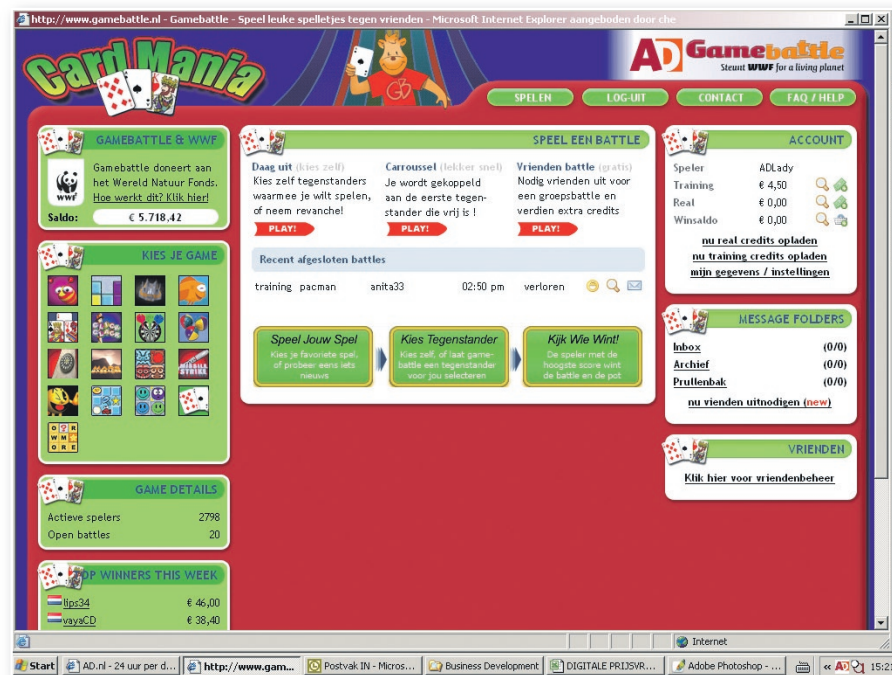 http://www.gamebattle.nl - Gamebattle - Speel leuke spelletjes tegen vrienden - Microsoft Internet Explorer aangeboden door che
Card Mania
GB
AD Gamebattle
Steunt WWF for a living planet
SPELEN
LOG-UIT
CONTACT
FAQ / HELP
GAMEBATTLE & WWF
WWF
Gamebattle doneert aan
het Wereld Natuur Fonds.
Hoe werkt dit? Klik hier!
Saldo: € 5.718,42
KIES JE GAME
MISSILE STRIKE
O ? R
W M
O R E
GAME DETAILS
Actieve spelers 2798
Open battles 20
TOP WINNERS THIS WEEK
lips34 € 46,00
vayaCD € 38,40
SPEEL EEN BATTLE
Daag uit (kies zelf)
Kies zelf tegenstanders
waarmee je wilt spelen,
of neem revanche!
PLAY!
Carroussel (lekker snel)
Je wordt gekoppeld
aan de eerste tegen-
stander die vrij is !
PLAY!
Vrienden battle (gratis)
Nodig vrienden uit voor
een groepsbattle en
verdien extra credits
PLAY!
Recent afgesloten battles
training pacman anita33 02:50 pm verloren
Speel Jouw Spel
Kies je favoriete spel,
of probeer eens iets
nieuws
Kies Tegenstander
Kies zelf, of laat game-
battle een tegenstander
voor jou selecteren
Kijk Wie Wint!
De speler met de
hoogste score wint
de battle en de pot
ACCOUNT
Speler ADLady
Training € 4,50
Real € 0,00
Winsaldo € 0,00
nu real credits opladen
nu training credits opladen
mijn gegevens / instellingen
MESSAGE FOLDERS
Inbox (0/0)
Archief (0/0)
Prullenbak (0/0)
nu vienden uitnodigen (new)
VRIENDEN
Klik hier voor vriendenbeheer
Internet
Start
AD.nl - 24 uur per d...
http://www.gam...
Postvak IN - Micros...
Business Development
DIGITALE PRIJSVR...
Adobe Photoshop - ...
« AD
15:21